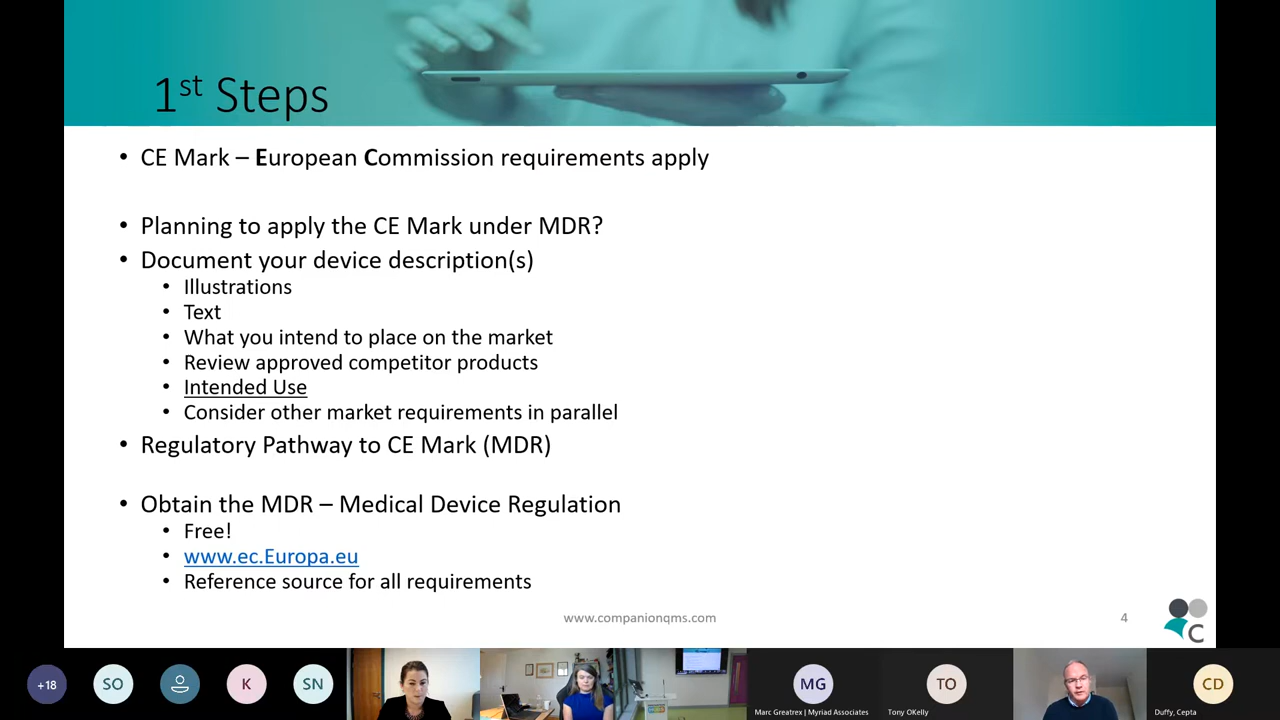 1st Steps
• CE Mark – European Commission requirements apply
• Planning to apply the CE Mark under MDR?
• Document your device description(s)
• Illustrations
• Text
• What you intend to place on the market
• Review approved competitor products
• Intended Use
• Consider other market requirements in parallel
• Regulatory Pathway to CE Mark (MDR)
• Obtain the MDR – Medical Device Regulation
• Free!
• www.ec.Europa.eu
• Reference source for all requirements
www.companionqms.com
4
C
+18
SO
K
SN
MG
Marc Greatrex | Myriad Associates
TO
Tony OKelly
CD
Duffy, Cepta